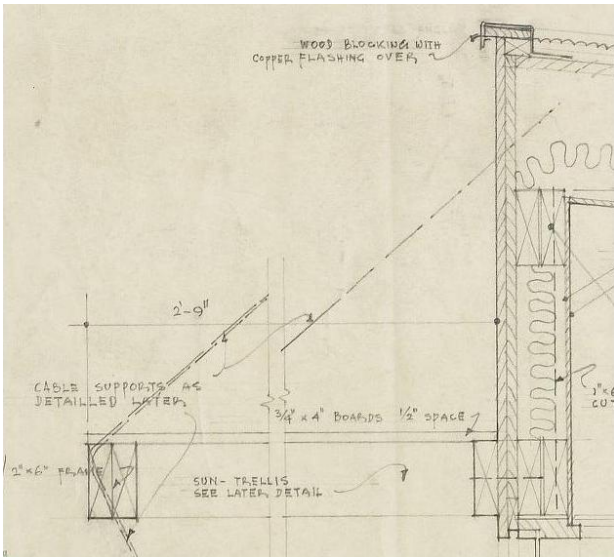 WOOD BLOCKING WITH
COPPER FLASHING OVER
2'-9"
CABLE SUPPORTS AS
DETAILLED LATER
3/4" x 4" BOARDS 1/2" SPACE
2" x 6" FRAME
SUN-TRELLIS
SEE LATER DETAIL